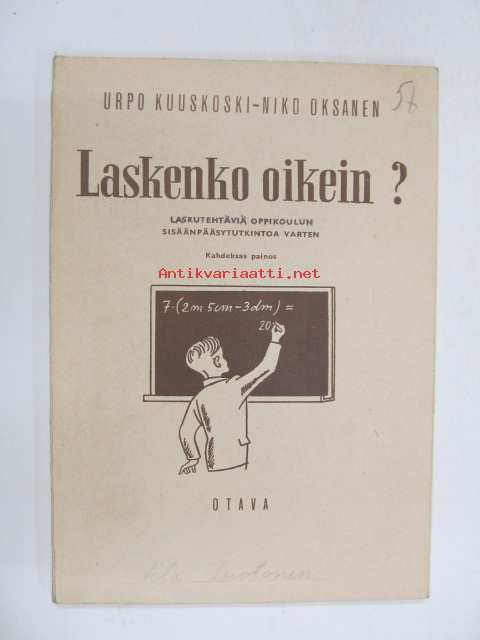 URPO KUUSKOSKI-NIKO OKSANEN
56
Laskenko oikein ?
LASKUTEHTÄVIÄ OPPIKOULUN
SISÄÄNPÄÄSYTUTKINTOA VARTEN
Kahdeksas painos
Antikvariaatti.net
7·(2m 5cm-3dm) =
20
OTAVA